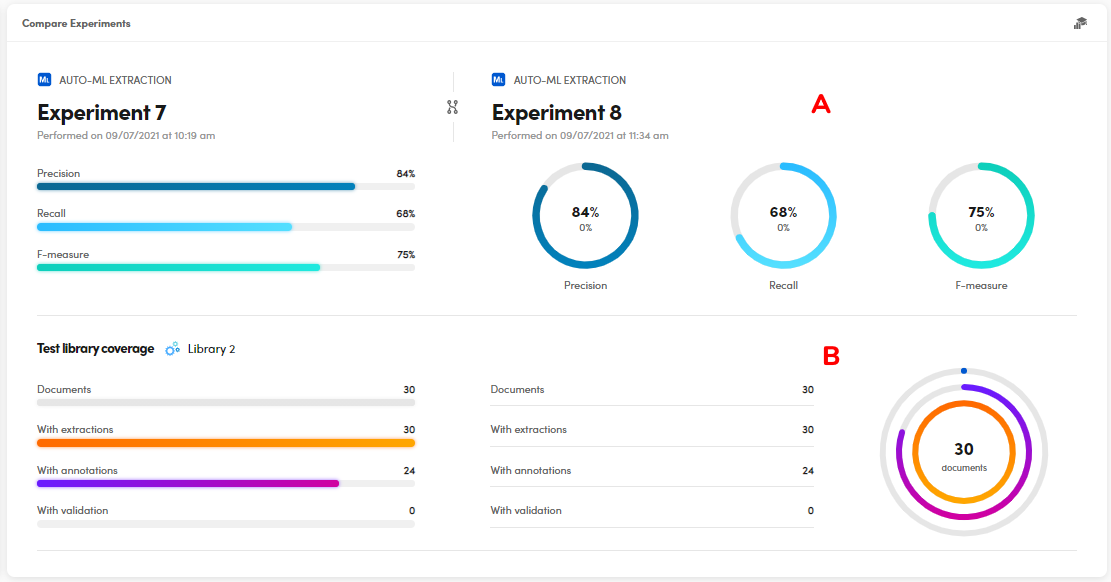 Compare Experiments
ML AUTO-ML EXTRACTION
Experiment 7
Performed on 09/07/2021 at 10:19 am
Precision 84%
Recall 68%
F-measure 75%
ML AUTO-ML EXTRACTION
Experiment 8
Performed on 09/07/2021 at 11:34 am
A
84%
0%
Precision
68%
0%
Recall
75%
0%
F-measure
Test library coverage Library 2
Documents 30
With extractions 30
With annotations 24
With validation 0
B
Documents 30
With extractions 30
With annotations 24
With validation 0
30
documents